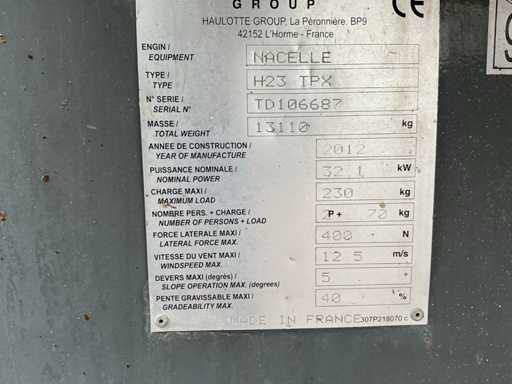 GROUP
CE
HAULOTTE GROUP, La Péronnière. BP9
42152 L'Horme - France
ENGIN / EQUIPMENT NACELLE
TYPE / TYPE H23 TPX
N° SERIE / SERIAL N° TD106687
MASSE / TOTAL WEIGHT 13110 kg
ANNEE DE CONSTRUCTION / YEAR OF MANUFACTURE 2012
PUISSANCE NOMINALE / NOMINAL POWER 32.1 kW
CHARGE MAXI / MAXIMUM LOAD 230 kg
NOMBRE PERS. + CHARGE / NUMBER OF PERSONS + LOAD 2 P + 70 kg
FORCE LATERALE MAXI / LATERAL FORCE MAX. 400 N
VITESSE DU VENT MAXI / WINDSPEED MAX. 12 5 m/s
DEVERS MAXI (degrés) / SLOPE OPERATION MAX. (degrees) 5 °
PENTE GRAVISSABLE MAXI / GRADEABILITY MAX. 40 %
MADE IN FRANCE 307P218070 c